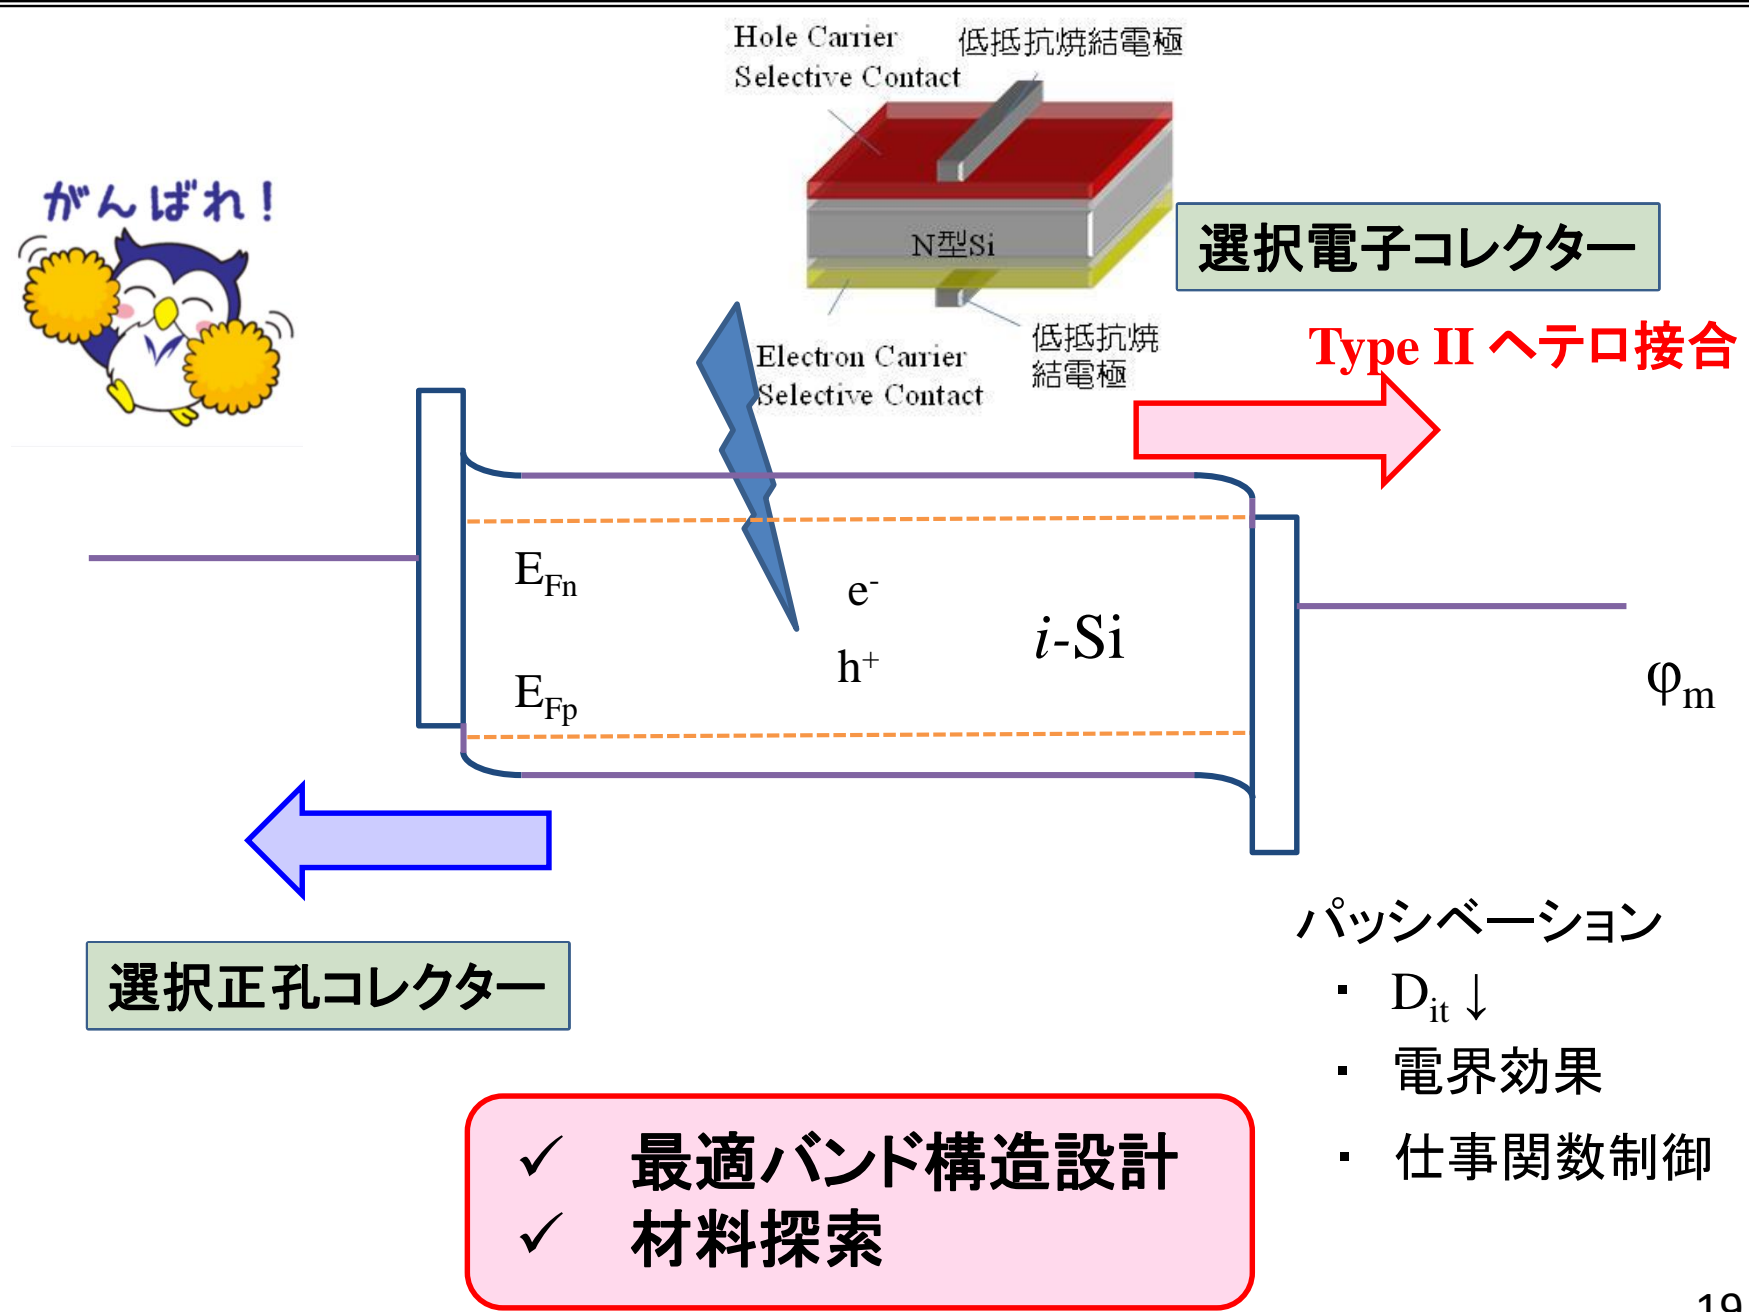 Hole Carrier
Selective Contact
低抵抗焼結電極
がんばれ!
N型Si
選択電子コレクター
Electron Carrier
Selective Contact
低抵抗焼
結電極
Type II ヘテロ接合
EFn
e-
i-Si
h+
EFp
φm
選択正孔コレクター
パッシベーション
・ Dit↓
・ 電界効果
・ 仕事関数制御
✓ 最適バンド構造設計
✓ 材料探索
19